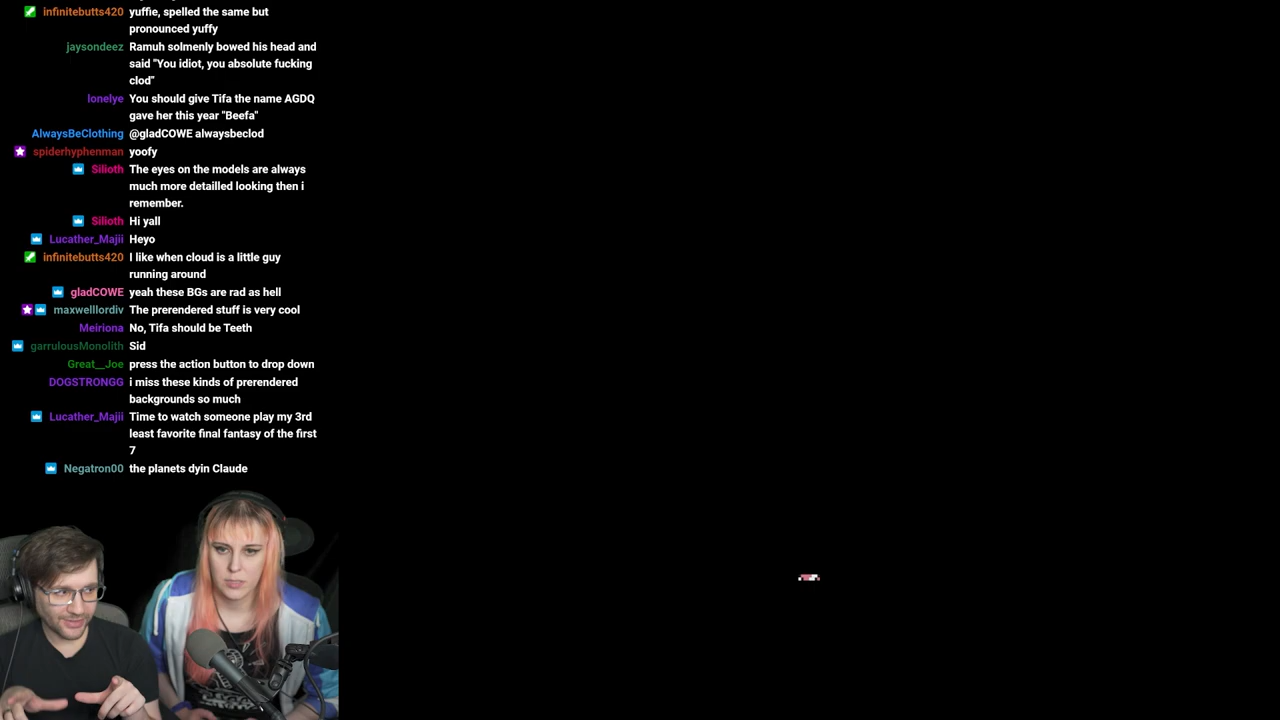 infinitebutts420 yuffie, spelled the same but
pronounced yuffy
jaysondeez Ramuh solmenly bowed his head and
said "You idiot, you absolute fucking
clod"
lonelye You should give Tifa the name AGDQ
gave her this year "Beefa"
AlwaysBeClothing @gladCOWE alwaysbeclod
spiderhyphenman yoofy
Silioth The eyes on the models are always
much more detailled looking then i
remember.
Silioth Hi yall
Lucather_Majii Heyo
infinitebutts420 I like when cloud is a little guy
running around
gladCOWE yeah these BGs are rad as hell
maxwelllordiv The prerendered stuff is very cool
Meiriona No, Tifa should be Teeth
garrulousMonolith Sid
Great__Joe press the action button to drop down
DOGSTRONGG i miss these kinds of prerendered
backgrounds so much
Lucather_Majii Time to watch someone play my 3rd
least favorite final fantasy of the first
7
Negatron00 the planets dyin Claude